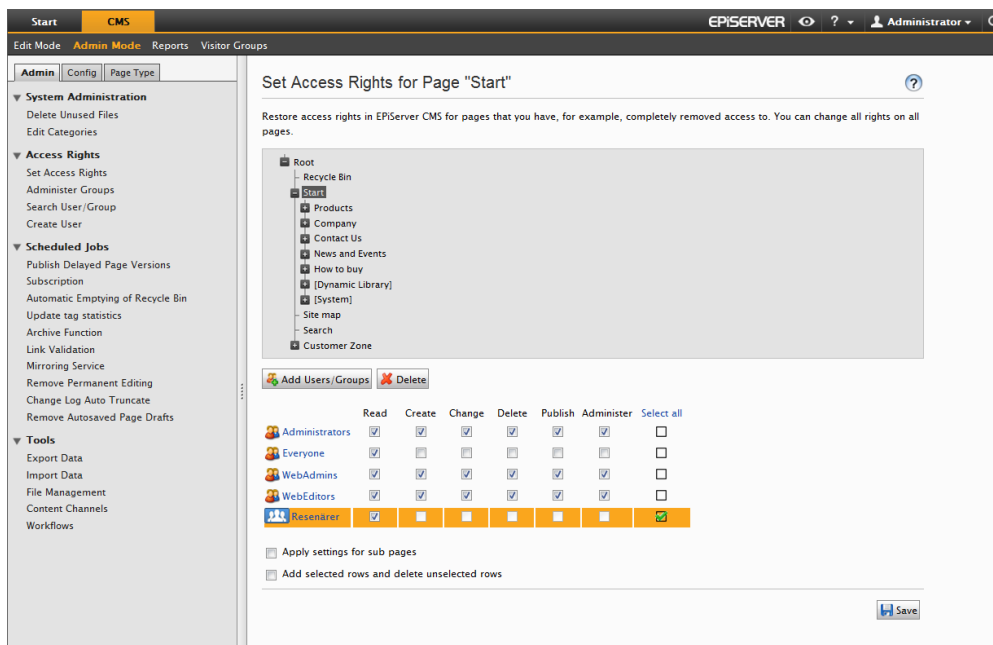 Start CMS EPiSERVER ? Administrator
Edit Mode Admin Mode Reports Visitor Groups
Admin Config Page Type
System Administration
Delete Unused Files
Edit Categories
Access Rights
Set Access Rights
Administer Groups
Search User/Group
Create User
Scheduled Jobs
Publish Delayed Page Versions
Subscription
Automatic Emptying of Recycle Bin
Update tag statistics
Archive Function
Link Validation
Mirroring Service
Remove Permanent Editing
Change Log Auto Truncate
Remove Autosaved Page Drafts
Tools
Export Data
Import Data
File Management
Content Channels
Workflows
Set Access Rights for Page "Start" ?
Restore access rights in EPiServer CMS for pages that you have, for example, completely removed access to. You can change all rights on all
pages.
Root
Recycle Bin
Start
Products
Company
Contact Us
News and Events
How to buy
[Dynamic Library]
[System]
Site map
Search
Customer Zone
Add Users/Groups Delete
Read Create Change Delete Publish Administer Select all
Administrators
Everyone
WebAdmins
WebEditors
Resenärer
Apply settings for sub pages
Add selected rows and delete unselected rows
Save